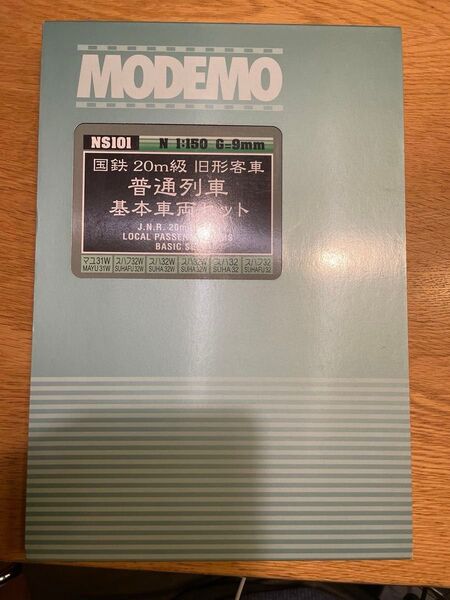 MODEMO
NS101 N 1:150 G=9mm
国鉄 20m級 旧形客車
普通列車
基本車両セット
J.N.R. 20m
LOCAL PASSEN
BASIC SE
マユ31W スハフ32W スハ32W スハ32W スハ32 スハフ32
MAYU 31W SUHAFU 32W SUHA 32W SUHA 32W SUHA 32 SUHAFU 32